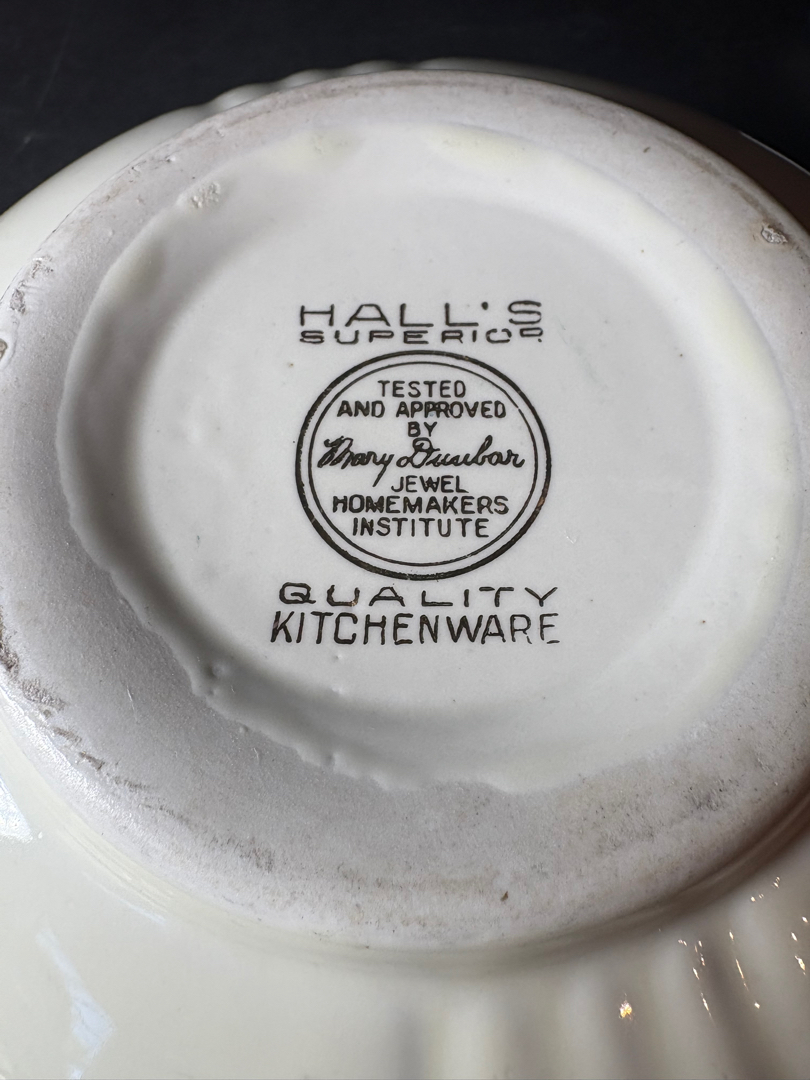 HALL'S
SUPERIOR
TESTED
AND APPROVED
BY
Mary Dunbar
JEWEL
HOMEMAKERS
INSTITUTE
QUALITY
KITCHENWARE